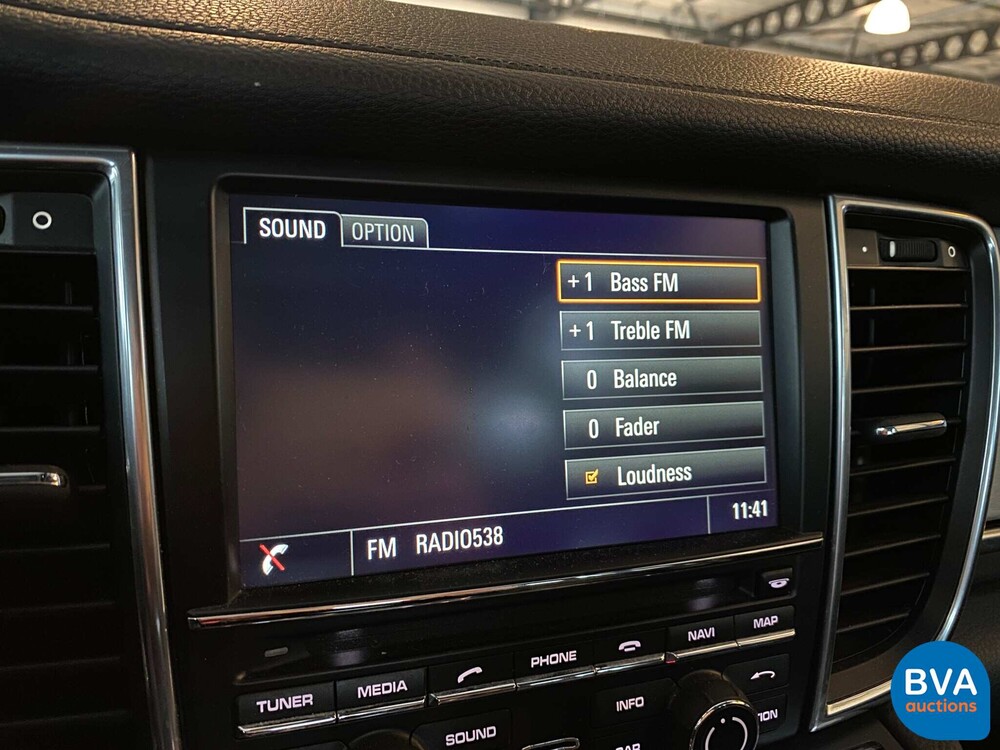 SOUND OPTION
+1 Bass FM
+1 Treble FM
0 Balance
0 Fader
Loudness
FM RADIO538 11:41
TUNER MEDIA PHONE NAVI MAP
SOUND INFO
BVA
auctions